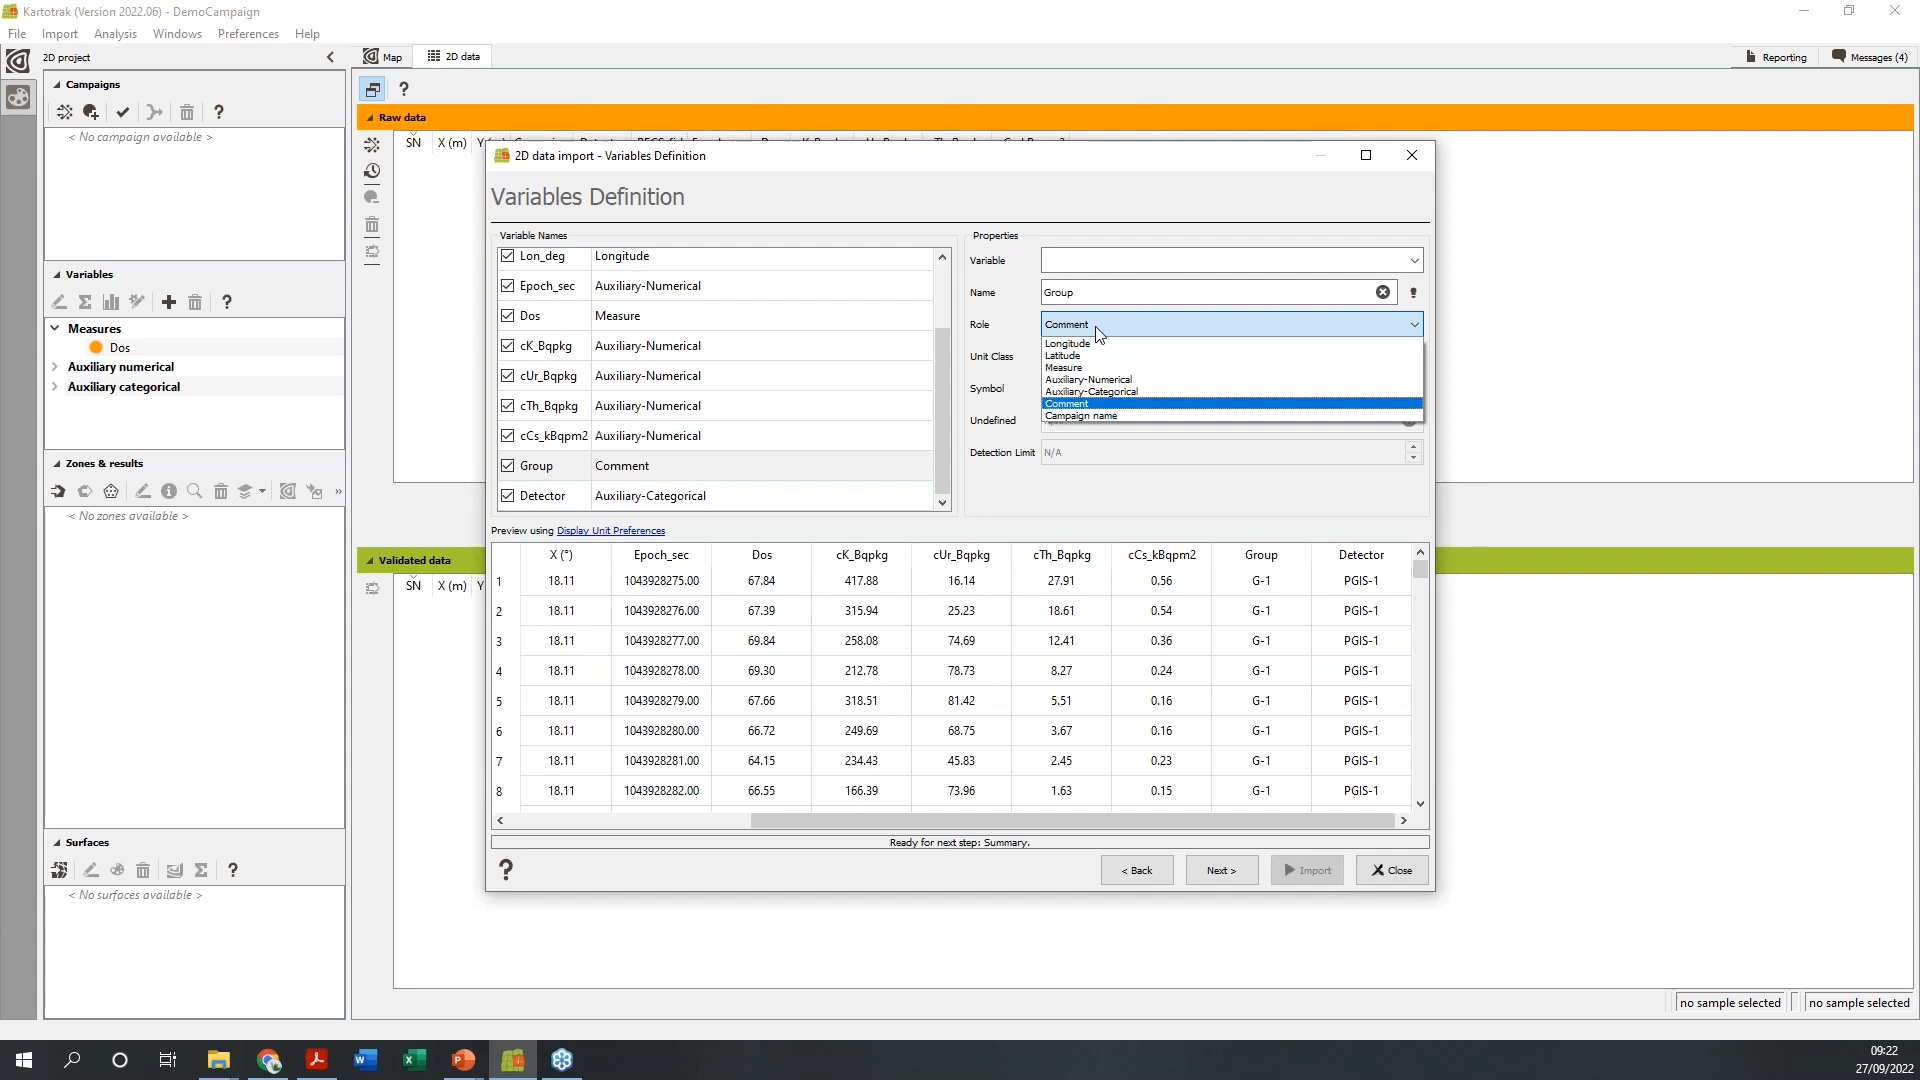 Kartotrak (Version 2022.06) - DemoCampaign
File Import Analysis Windows Preferences Help
2D project
Map
2D data
Reporting
Messages (4)
Campaigns
< No campaign available >
Raw data
SN X (m)
2D data import - Variables Definition
Variables Definition
Variable Names
Lon_deg Longitude
Epoch_sec Auxiliary-Numerical
Dos Measure
cK_Bqpkg Auxiliary-Numerical
cUr_Bqpkg Auxiliary-Numerical
cTh_Bqpkg Auxiliary-Numerical
cCs_kBqpm2 Auxiliary-Numerical
Group Comment
Detector Auxiliary-Categorical
Properties
Variable
Name Group
Role Comment
Longitude
Latitude
Measure
Auxiliary-Numerical
Auxiliary-Categorical
Comment
Campaign name
Unit Class
Symbol
Undefined
Detection Limit N/A
Variables
Measures
Dos
Auxiliary numerical
Auxiliary categorical
Zones & results
< No zones available >
Surfaces
< No surfaces available >
Preview using Display Unit Preferences
X (°) Epoch_sec Dos cK_Bqpkg cUr_Bqpkg cTh_Bqpkg cCs_kBqpm2 Group Detector
1 18.11 1043928275.00 67.84 417.88 16.14 27.91 0.56 G-1 PGIS-1
2 18.11 1043928276.00 67.39 315.94 25.23 18.61 0.54 G-1 PGIS-1
3 18.11 1043928277.00 69.84 258.08 74.69 12.41 0.36 G-1 PGIS-1
4 18.11 1043928278.00 69.30 212.78 78.73 8.27 0.24 G-1 PGIS-1
5 18.11 1043928279.00 67.66 318.51 81.42 5.51 0.16 G-1 PGIS-1
6 18.11 1043928280.00 66.72 249.69 68.75 3.67 0.16 G-1 PGIS-1
7 18.11 1043928281.00 64.15 234.43 45.83 2.45 0.23 G-1 PGIS-1
8 18.11 1043928282.00 66.55 166.39 73.96 1.63 0.15 G-1 PGIS-1
Ready for next step: Summary.
< Back Next > Import Close
Validated data
SN X (m) Y
no sample selected no sample selected
09:22
27/09/2022